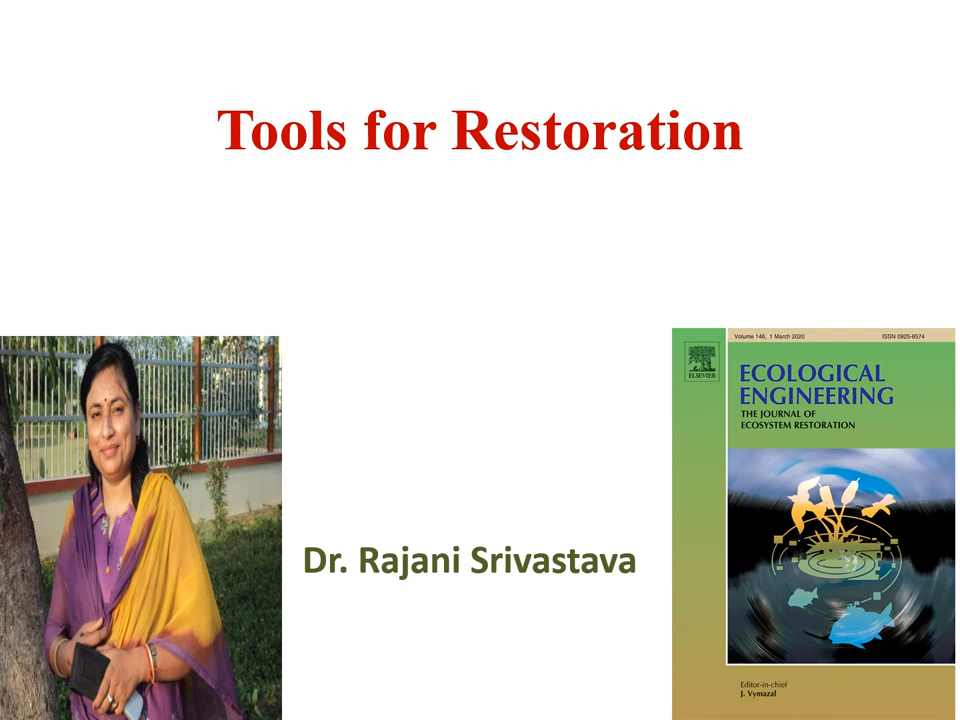 Tools for Restoration
Dr. Rajani Srivastava
Volume 146, 1 March 2020 ISSN 0925-8574
ELSEVIER
ECOLOGICAL
ENGINEERING
THE JOURNAL OF
ECOSYSTEM RESTORATION
Editor-in-chief
J. Vymazal